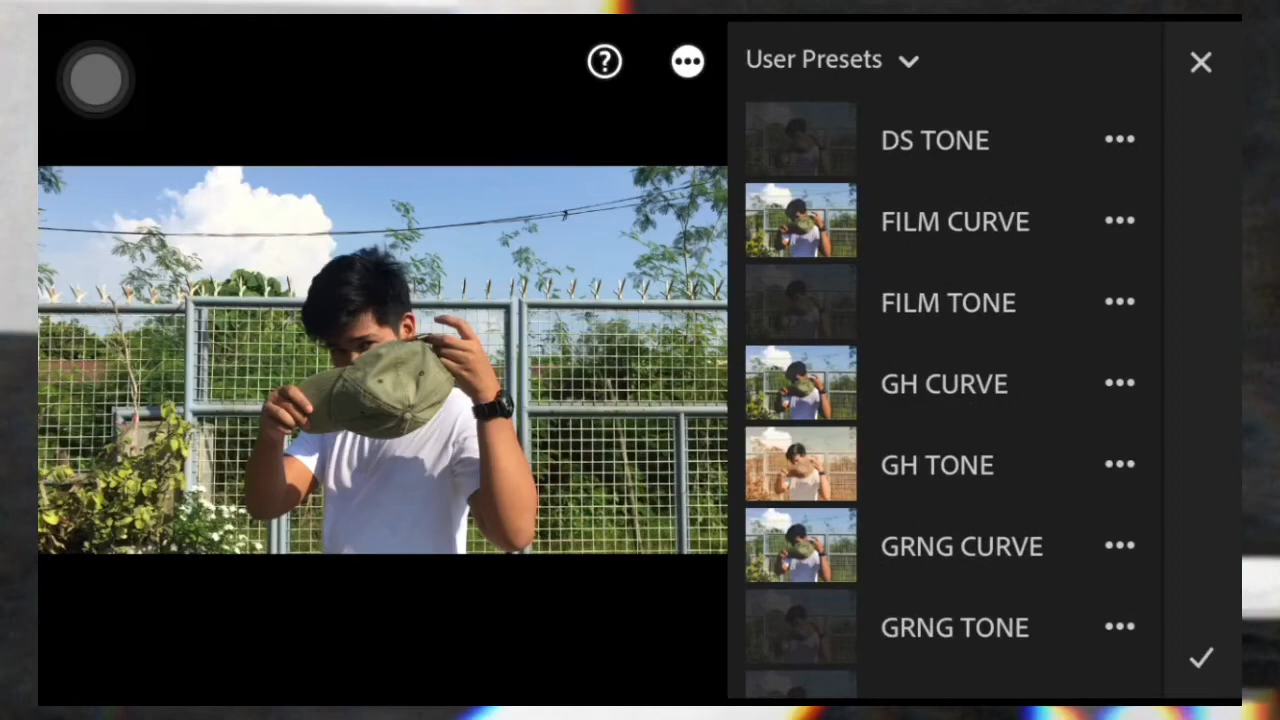 User Presets
DS TONE
FILM CURVE
FILM TONE
GH CURVE
GH TONE
GRNG CURVE
GRNG TONE